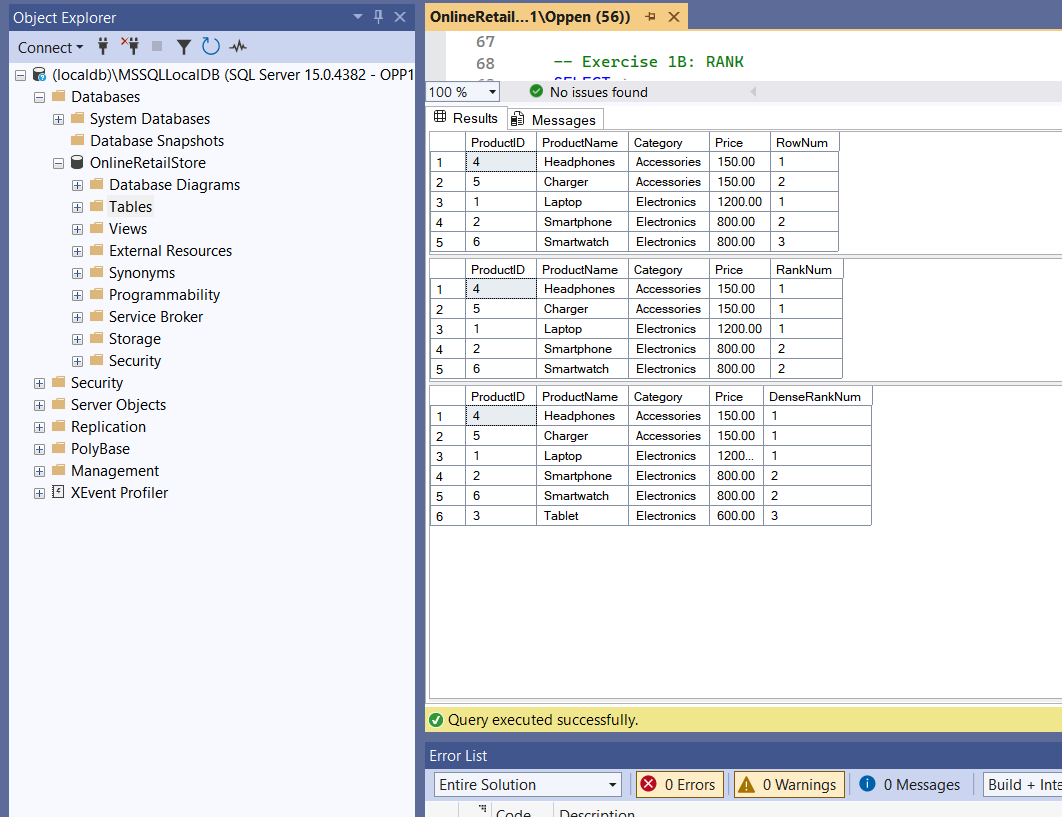 Object Explorer
Connect
(localdb)\MSSQLLocalDB (SQL Server 15.0.4382 - OPP1
Databases
System Databases
Database Snapshots
OnlineRetailStore
Database Diagrams
Tables
Views
External Resources
Synonyms
Programmability
Service Broker
Storage
Security
Security
Server Objects
Replication
PolyBase
Management
XEvent Profiler
OnlineRetail...1\Oppen (56))
67
68 -- Exercise 1B: RANK
100 % No issues found
Results Messages
ProductID ProductName Category Price RowNum
1 4 Headphones Accessories 150.00 1
2 5 Charger Accessories 150.00 2
3 1 Laptop Electronics 1200.00 1
4 2 Smartphone Electronics 800.00 2
5 6 Smartwatch Electronics 800.00 3
ProductID ProductName Category Price RankNum
1 4 Headphones Accessories 150.00 1
2 5 Charger Accessories 150.00 1
3 1 Laptop Electronics 1200.00 1
4 2 Smartphone Electronics 800.00 2
5 6 Smartwatch Electronics 800.00 2
ProductID ProductName Category Price DenseRankNum
1 4 Headphones Accessories 150.00 1
2 5 Charger Accessories 150.00 1
3 1 Laptop Electronics 1200... 1
4 2 Smartphone Electronics 800.00 2
5 6 Smartwatch Electronics 800.00 2
6 3 Tablet Electronics 600.00 3
Query executed successfully.
Error List
Entire Solution 0 Errors 0 Warnings 0 Messages Build + Inte
Code Description